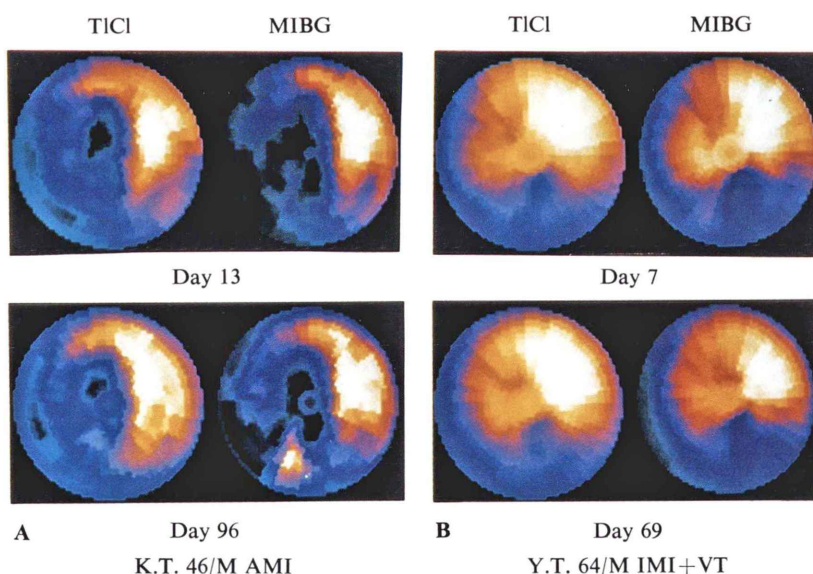 TlCl MIBG TlCl MIBG
Day 13 Day 7
A Day 96 B Day 69
K.T. 46/M AMI Y.T. 64/M IMI+VT